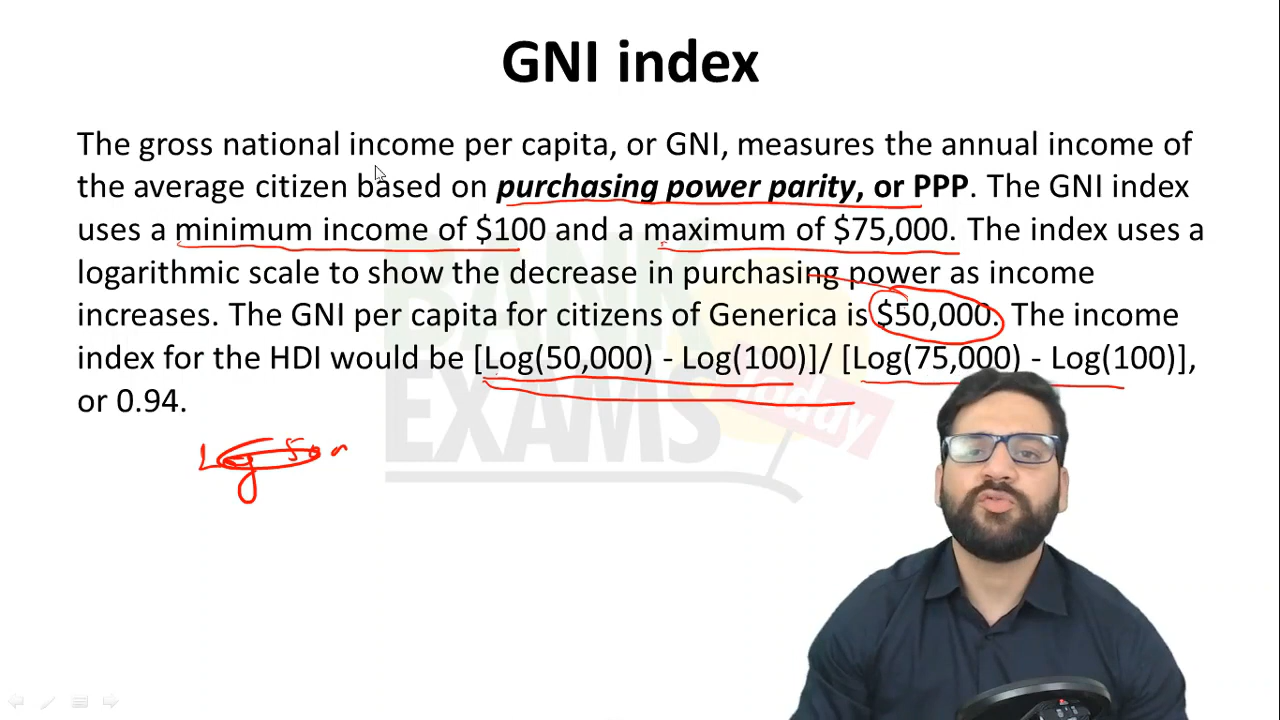 GNI index
The gross national income per capita, or GNI, measures the annual income of
the average citizen based on purchasing power parity, or PPP. The GNI index
uses a minimum income of $100 and a maximum of $75,000. The index uses a
logarithmic scale to show the decrease in purchasing power as income
increases. The GNI per capita for citizens of Generica is $50,000. The income
index for the HDI would be [Log(50,000) - Log(100)]/ [Log(75,000) - Log(100)],
or 0.94.
BANK
EXAMS
today
Log